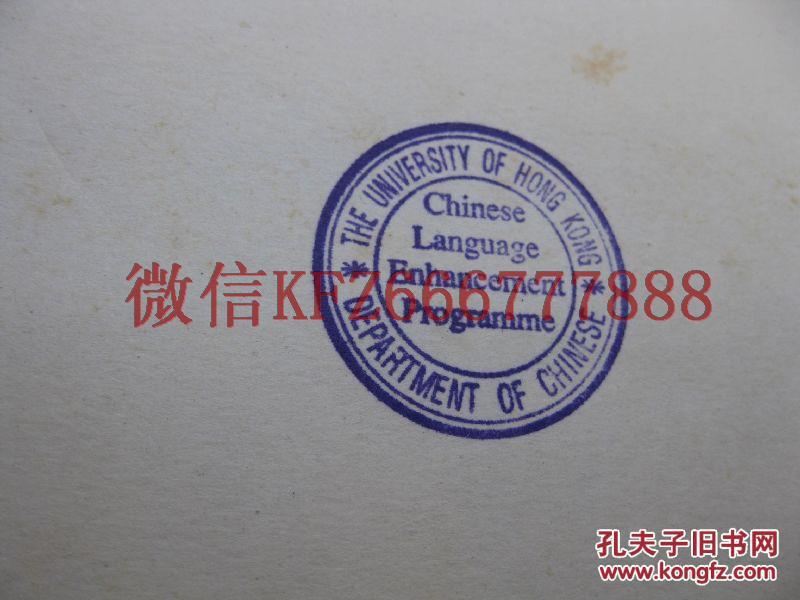 THE UNIVERSITY OF HONG KONG
Chinese
Language
Enhancement
Programme
* DEPARTMENT OF CHINESE *
微信KFZ666777888
孔夫子旧书网
www.kongfz.com